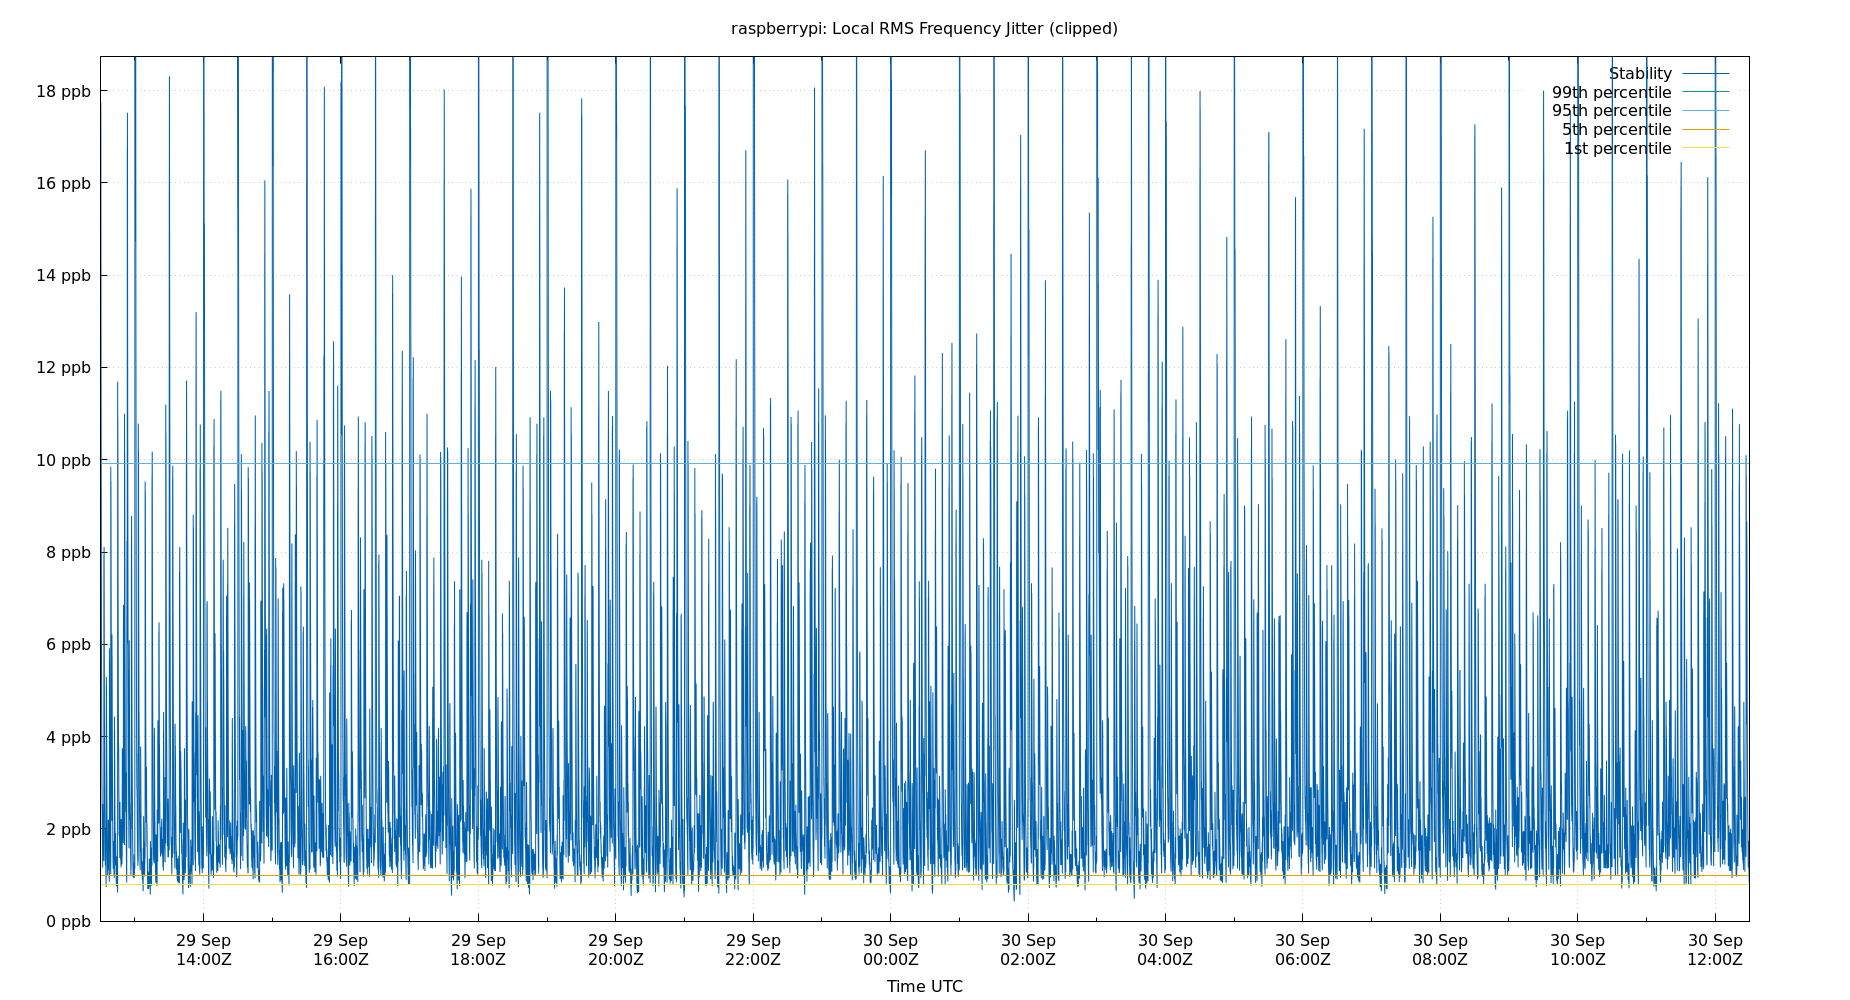 raspberrypi: Local RMS Frequency Jitter (clipped)
Stability
99th percentile
95th percentile
5th percentile
1st percentile
18 ppb
16 ppb
14 ppb
12 ppb
10 ppb
8 ppb
6 ppb
4 ppb
2 ppb
0 ppb
29 Sep 29 Sep 29 Sep 29 Sep 29 Sep 30 Sep 30 Sep 30 Sep 30 Sep 30 Sep 30 Sep 30 Sep
14:00Z 16:00Z 18:00Z 20:00Z 22:00Z 00:00Z 02:00Z 04:00Z 06:00Z 08:00Z 10:00Z 12:00Z
Time UTC